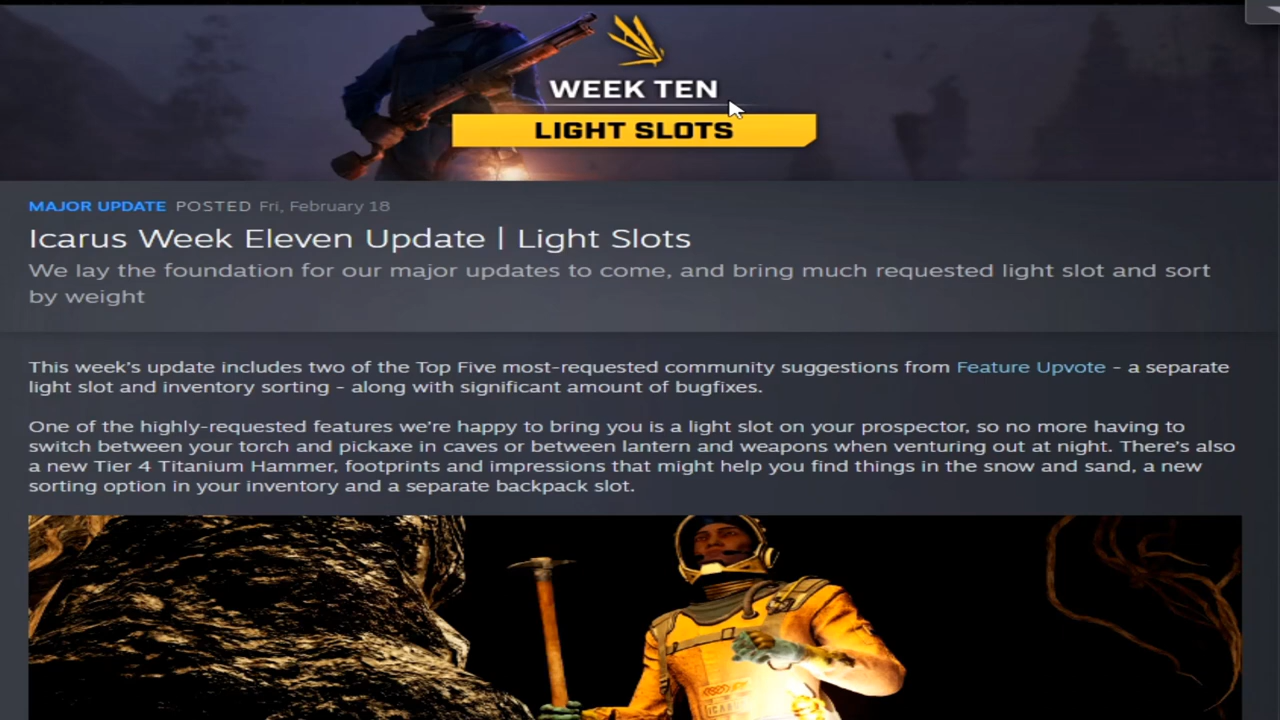 WEEK TEN
LIGHT SLOTS
MAJOR UPDATE POSTED Fri, February 18
Icarus Week Eleven Update | Light Slots
We lay the foundation for our major updates to come, and bring much requested light slot and sort
by weight
This week's update includes two of the Top Five most-requested community suggestions from Feature Upvote - a separate
light slot and inventory sorting - along with significant amount of bugfixes.
One of the highly-requested features we're happy to bring you is a light slot on your prospector, so no more having to
switch between your torch and pickaxe in caves or between lantern and weapons when venturing out at night. There's also
a new Tier 4 Titanium Hammer, footprints and impressions that might help you find things in the snow and sand, a new
sorting option in your inventory and a separate backpack slot.